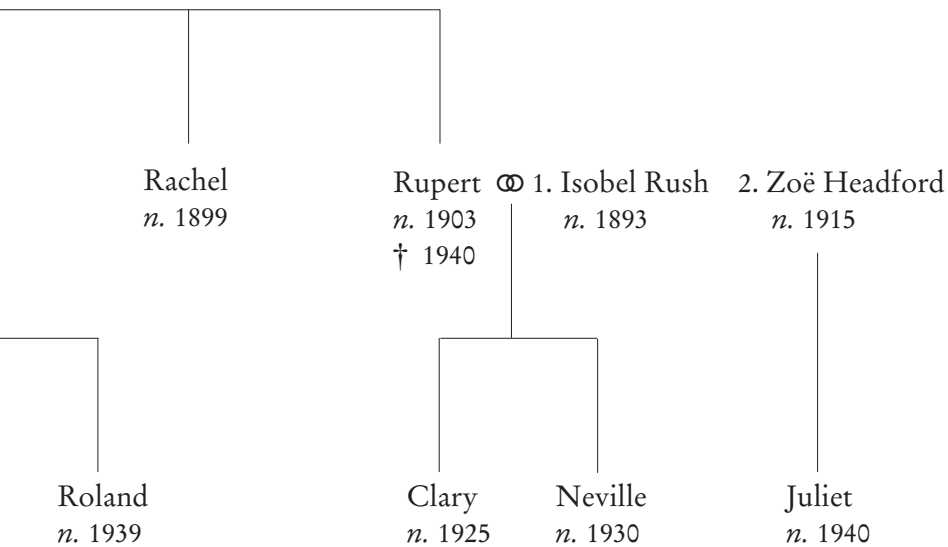 Rachel
n. 1899
Rupert ⚭ 1. Isobel Rush 2. Zoë Headford
n. 1903 n. 1893 n. 1915
† 1940
Roland
n. 1939
Clary
n. 1925
Neville
n. 1930
Juliet
n. 1940